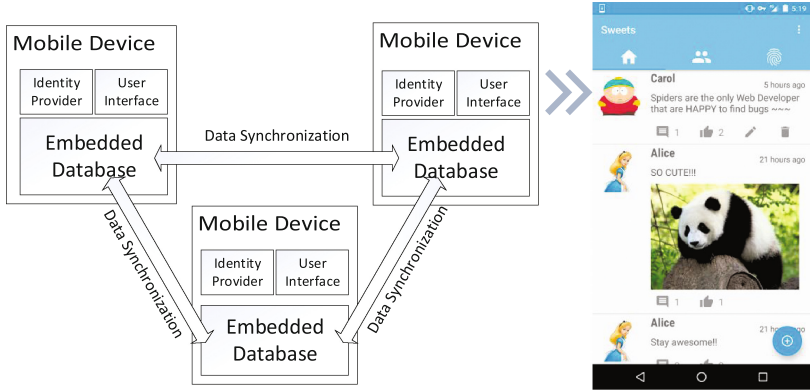 Mobile Device
Identity
Provider
User
Interface
Embedded
Database
Data Synchronization
Mobile Device
Identity
Provider
User
Interface
Embedded
Database
Data Synchronization
Data Synchronization
Mobile Device
Identity
Provider
User
Interface
Embedded
Database
5:19
Sweets
Carol
5 hours ago
Spiders are the only Web Developer
that are HAPPY to find bugs ~~~
1
2
Alice
21 hours ago
SO CUTE!!!
1
1
Alice
21
Stay awesome!!